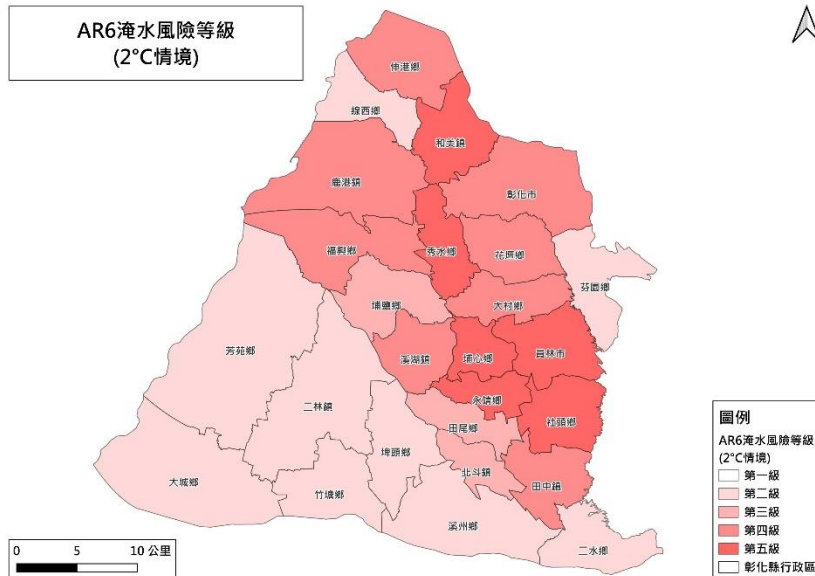 AR6淹水風險等級
(2°C情境)
伸港鄉
線西鄉
和美鎮
鹿港鎮
彰化市
福興鄉
秀水鄉
花壇鄉
芬園鄉
埔鹽鄉
大村鄉
芳苑鄉
溪湖鎮
埔心鄉
員林市
二林鎮
永靖鄉
社頭鄉
田尾鄉
埤頭鄉
北斗鎮
田中鎮
大城鄉
竹塘鄉
溪州鄉
二水鄉
0 5 10 公里
圖例
AR6淹水風險等級
(2°C情境)
第一級
第二級
第三級
第四級
第五級
彰化縣行政區